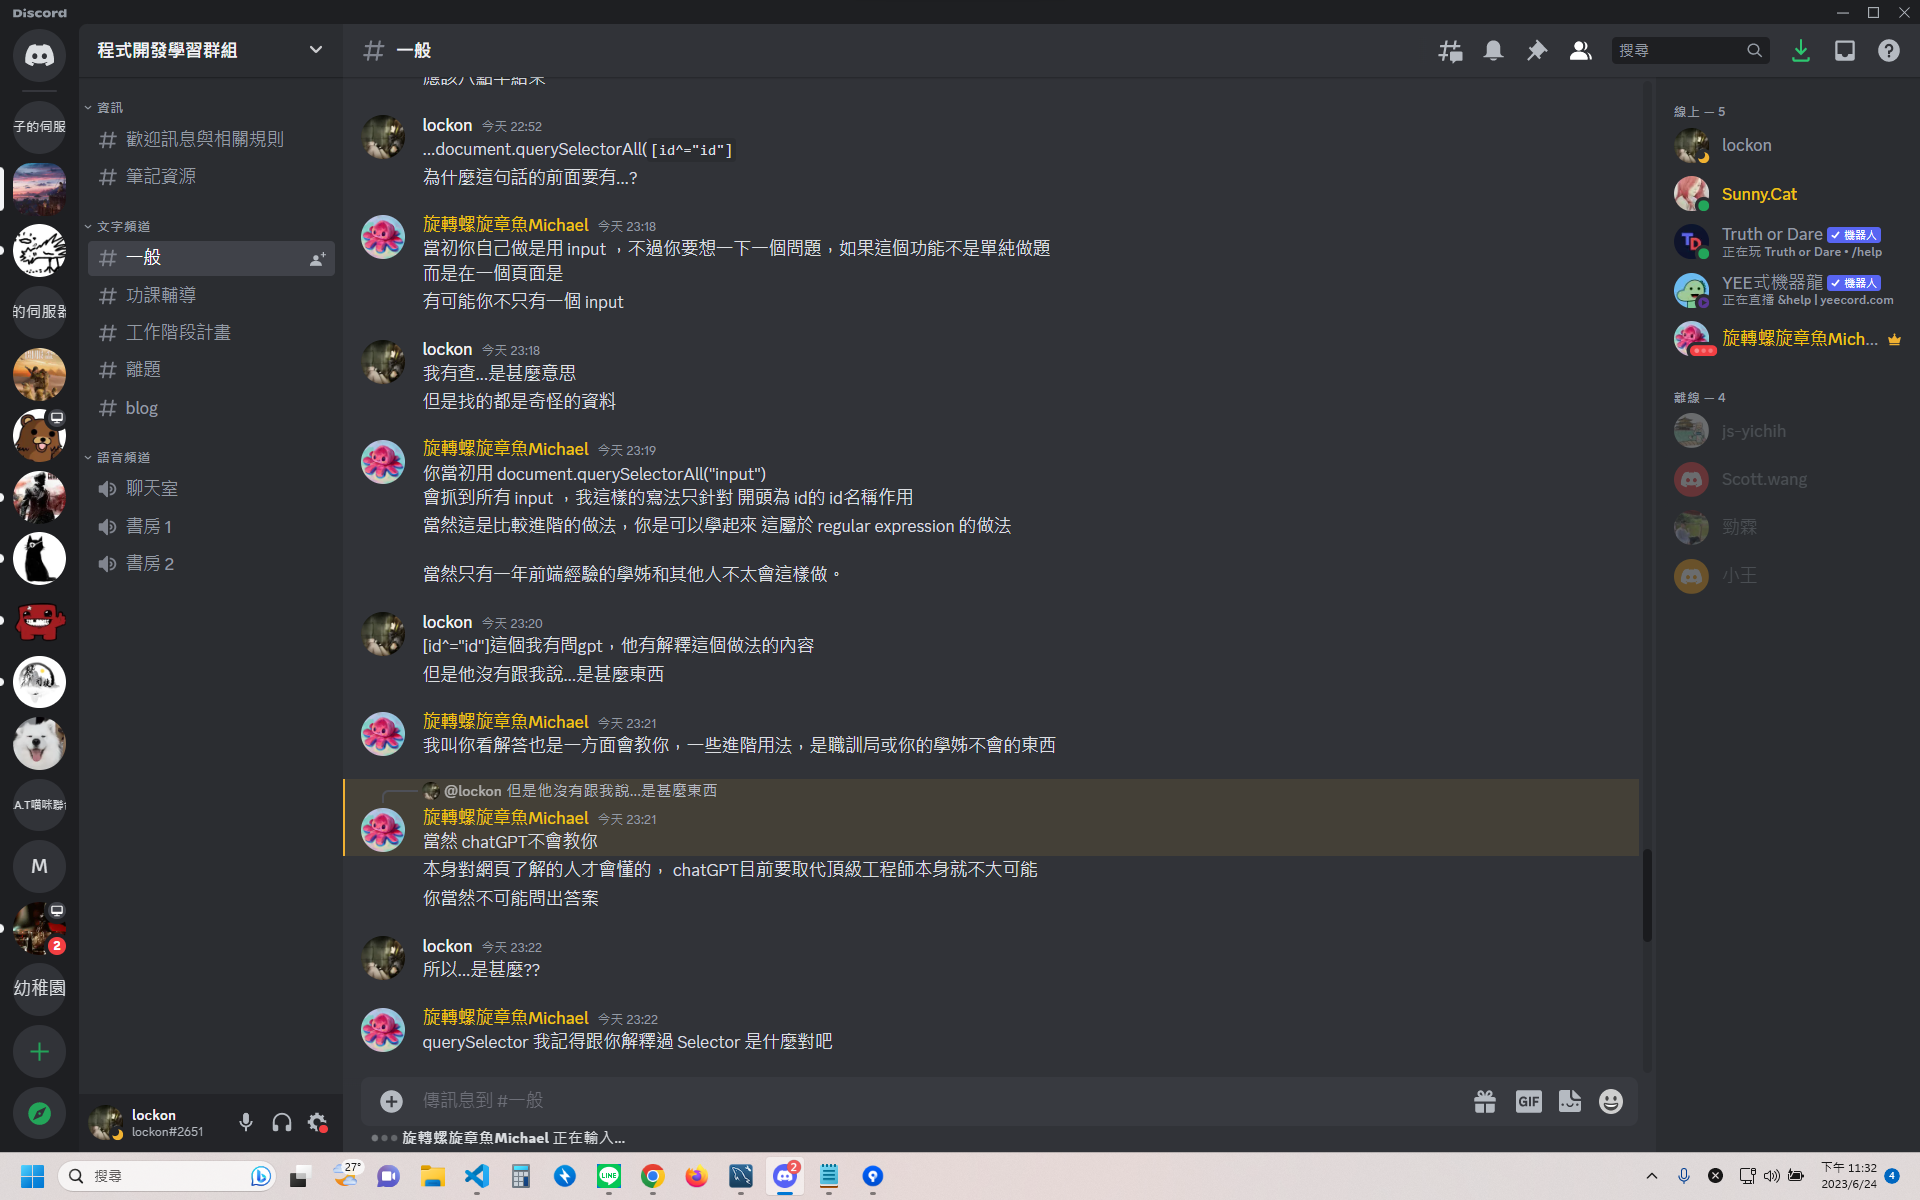 Discord
程式開發學習群組
一般
搜尋
資訊
歡迎訊息與相關規則
筆記資源
文字頻道
一般
功課輔導
工作階段計畫
離題
blog
語音頻道
聊天室
書房 1
書房 2
子的伺服
的伺服器
A.T喵咪聯
M
2
幼稚園
應該八點半結束
lockon 今天 22:52
...document.querySelectorAll( [id^="id"]
為什麼這句話的前面要有...?
旋轉螺旋章魚Michael 今天 23:18
當初你自己做是用 input ，不過你要想一下一個問題，如果這個功能不是單純做題
而是在一個頁面是
有可能你不只有一個 input
lockon 今天 23:18
我有查...是甚麼意思
但是找的都是奇怪的資料
旋轉螺旋章魚Michael 今天 23:19
你當初用 document.querySelectorAll("input")
會抓到所有 input ，我這樣的寫法只針對 開頭為 id的 id名稱作用
當然這是比較進階的做法，你是可以學起來 這屬於 regular expression 的做法
當然只有一年前端經驗的學姊和其他人不太會這樣做。
lockon 今天 23:20
[id^="id"]這個我有問gpt，他有解釋這個做法的內容
但是他沒有跟我說...是甚麼東西
旋轉螺旋章魚Michael 今天 23:21
我叫你看解答也是一方面會教你，一些進階用法，是職訓局或你的學姊不會的東西
@lockon 但是他沒有跟我說...是甚麼東西
旋轉螺旋章魚Michael 今天 23:21
當然 chatGPT不會教你
本身對網頁了解的人才會懂的， chatGPT目前要取代頂級工程師本身就不大可能
你當然不可能問出答案
lockon 今天 23:22
所以...是甚麼??
旋轉螺旋章魚Michael 今天 23:22
querySelector 我記得跟你解釋過 Selector 是什麼對吧
傳訊息到 #一般
GIF
旋轉螺旋章魚Michael 正在輸入...
lockon
lockon#2651
線上 — 5
lockon
Sunny.Cat
TD
Truth or Dare 機器人
正在玩 Truth or Dare • /help
YEE式機器龍 機器人
正在直播 &help | yeecord.com
旋轉螺旋章魚Mich...
離線 — 4
js-yichih
Scott.wang
勁霖
小王
搜尋
27°
LINE
2
下午 11:32
2023/6/24
4